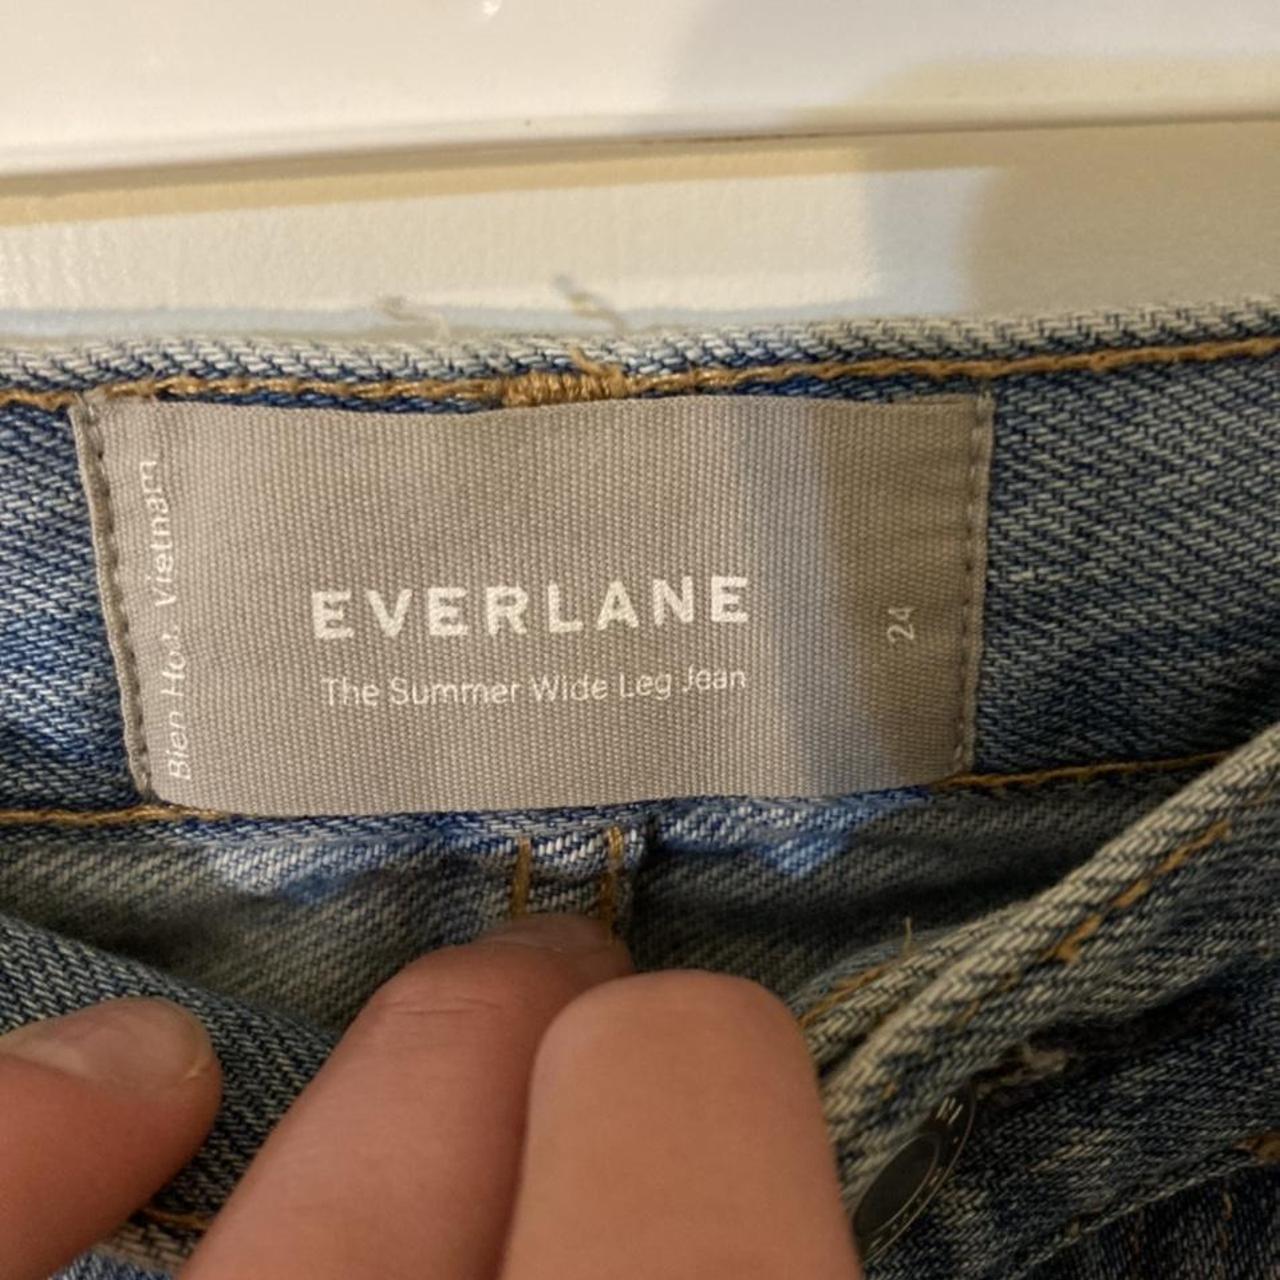 EVERLANE
The Summer Wide Leg Jean
24
Bien Hoa, Vietnam